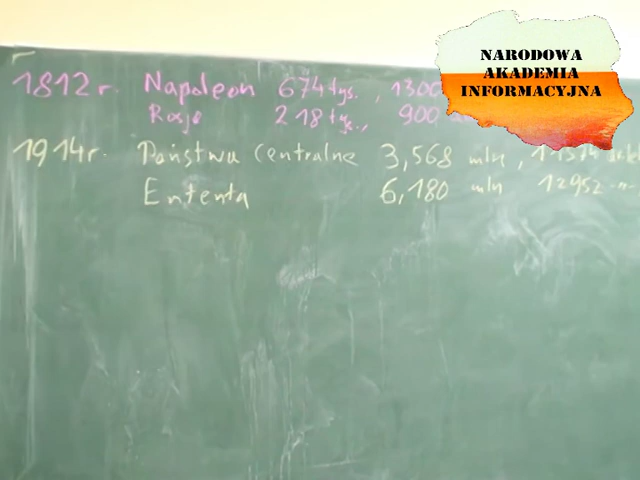 NARODOWA
AKADEMIA
INFORMACYJNA
1812 r. Napoleon 674 tys., 1300
Rosja 218 tys., 900
1914 r. Państwa Centralne 3,568 mln,
Ententa 6,180 mln 12952